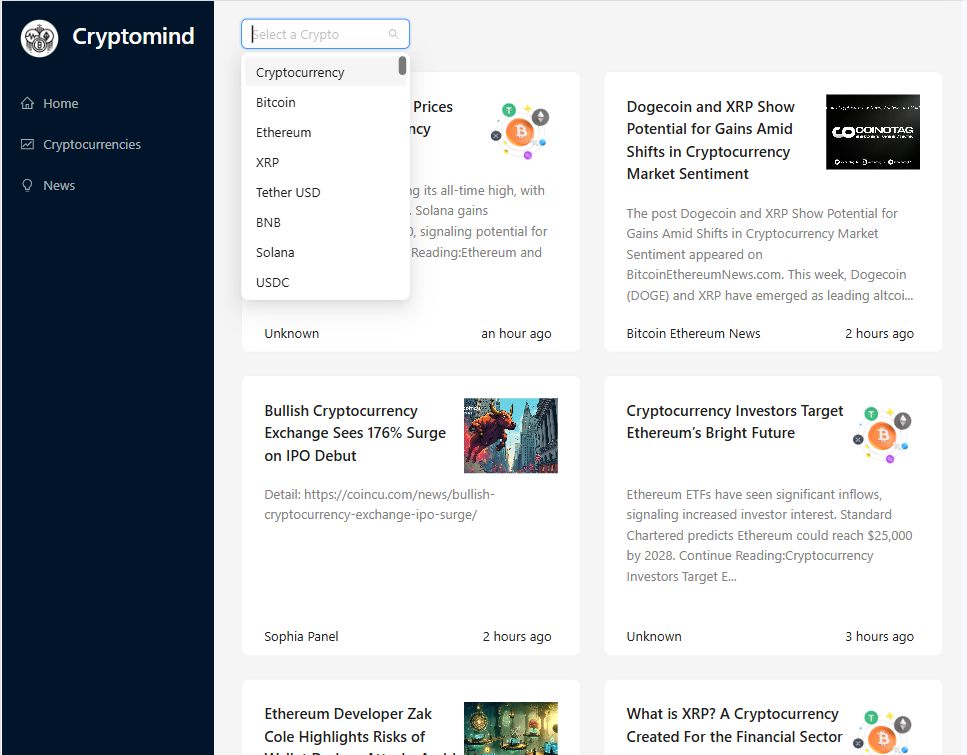 Cryptomind
Home
Cryptocurrencies
News
Select a Crypto
Cryptocurrency
Bitcoin
Ethereum
XRP
Tether USD
BNB
Solana
USDC
Prices
ncy
ng its all-time high, with
. Solana gains
0, signaling potential for
Reading:Ethereum and
Unknown
an hour ago
Dogecoin and XRP Show
Potential for Gains Amid
Shifts in Cryptocurrency
Market Sentiment
COINOTAG
The post Dogecoin and XRP Show Potential for
Gains Amid Shifts in Cryptocurrency Market
Sentiment appeared on
BitcoinEthereumNews.com. This week, Dogecoin
(DOGE) and XRP have emerged as leading altcoi...
Bitcoin Ethereum News
2 hours ago
Bullish Cryptocurrency
Exchange Sees 176% Surge
on IPO Debut
coincu
Detail: https://coincu.com/news/bullish-
cryptocurrency-exchange-ipo-surge/
Sophia Panel
2 hours ago
Cryptocurrency Investors Target
Ethereum’s Bright Future
Ethereum ETFs have seen significant inflows,
signaling increased investor interest. Standard
Chartered predicts Ethereum could reach $25,000
by 2028. Continue Reading:Cryptocurrency
Investors Target E...
Unknown
3 hours ago
Ethereum Developer Zak
Cole Highlights Risks of
What is XRP? A Cryptocurrency
Created For the Financial Sector